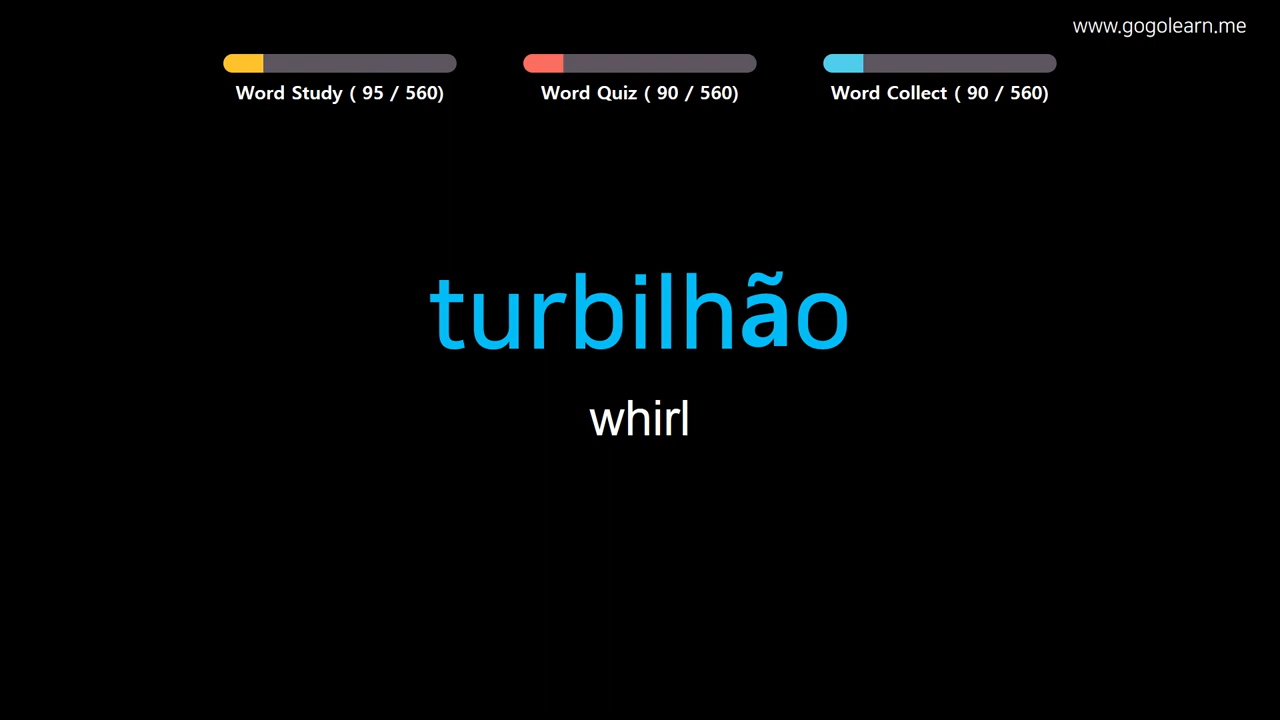 www.gogolearn.me
Word Study ( 95 / 560)
Word Quiz ( 90 / 560)
Word Collect ( 90 / 560)
turbilhão
whirl